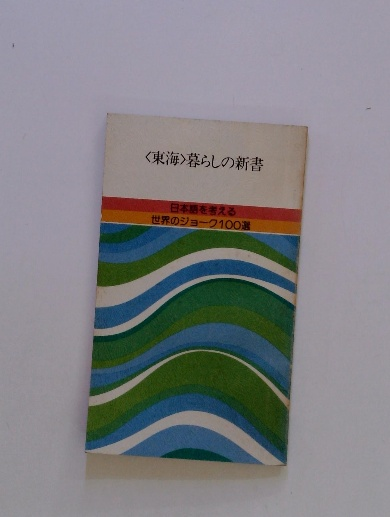 〈東海〉暮らしの新書
日本語を考える
世界のジョーク100選